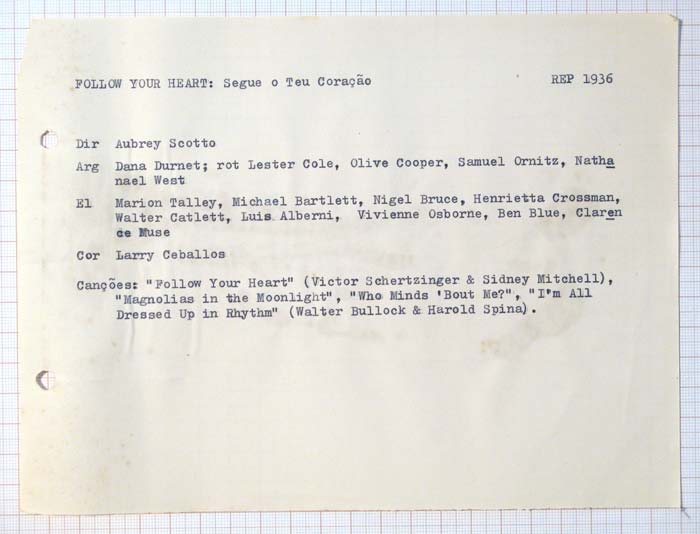 FOLLOW YOUR HEART: Segue o Teu Coração REP 1936
Dir Aubrey Scotto
Arg Dana Durnet; rot Lester Cole, Olive Cooper, Samuel Ornitz, Natha
nael West
El Marion Talley, Michael Bartlett, Nigel Bruce, Henrietta Crossman,
Walter Catlett, Luis Alberni, Vivienne Osborne, Ben Blue, Claren
ce Muse
Cor Larry Ceballos
Canções: "Follow Your Heart" (Victor Schertzinger & Sidney Mitchell),
"Magnolias in the Moonlight", "Who Minds 'Bout Me?", "I'm All
Dressed Up in Rhythm" (Walter Bullock & Harold Spina).